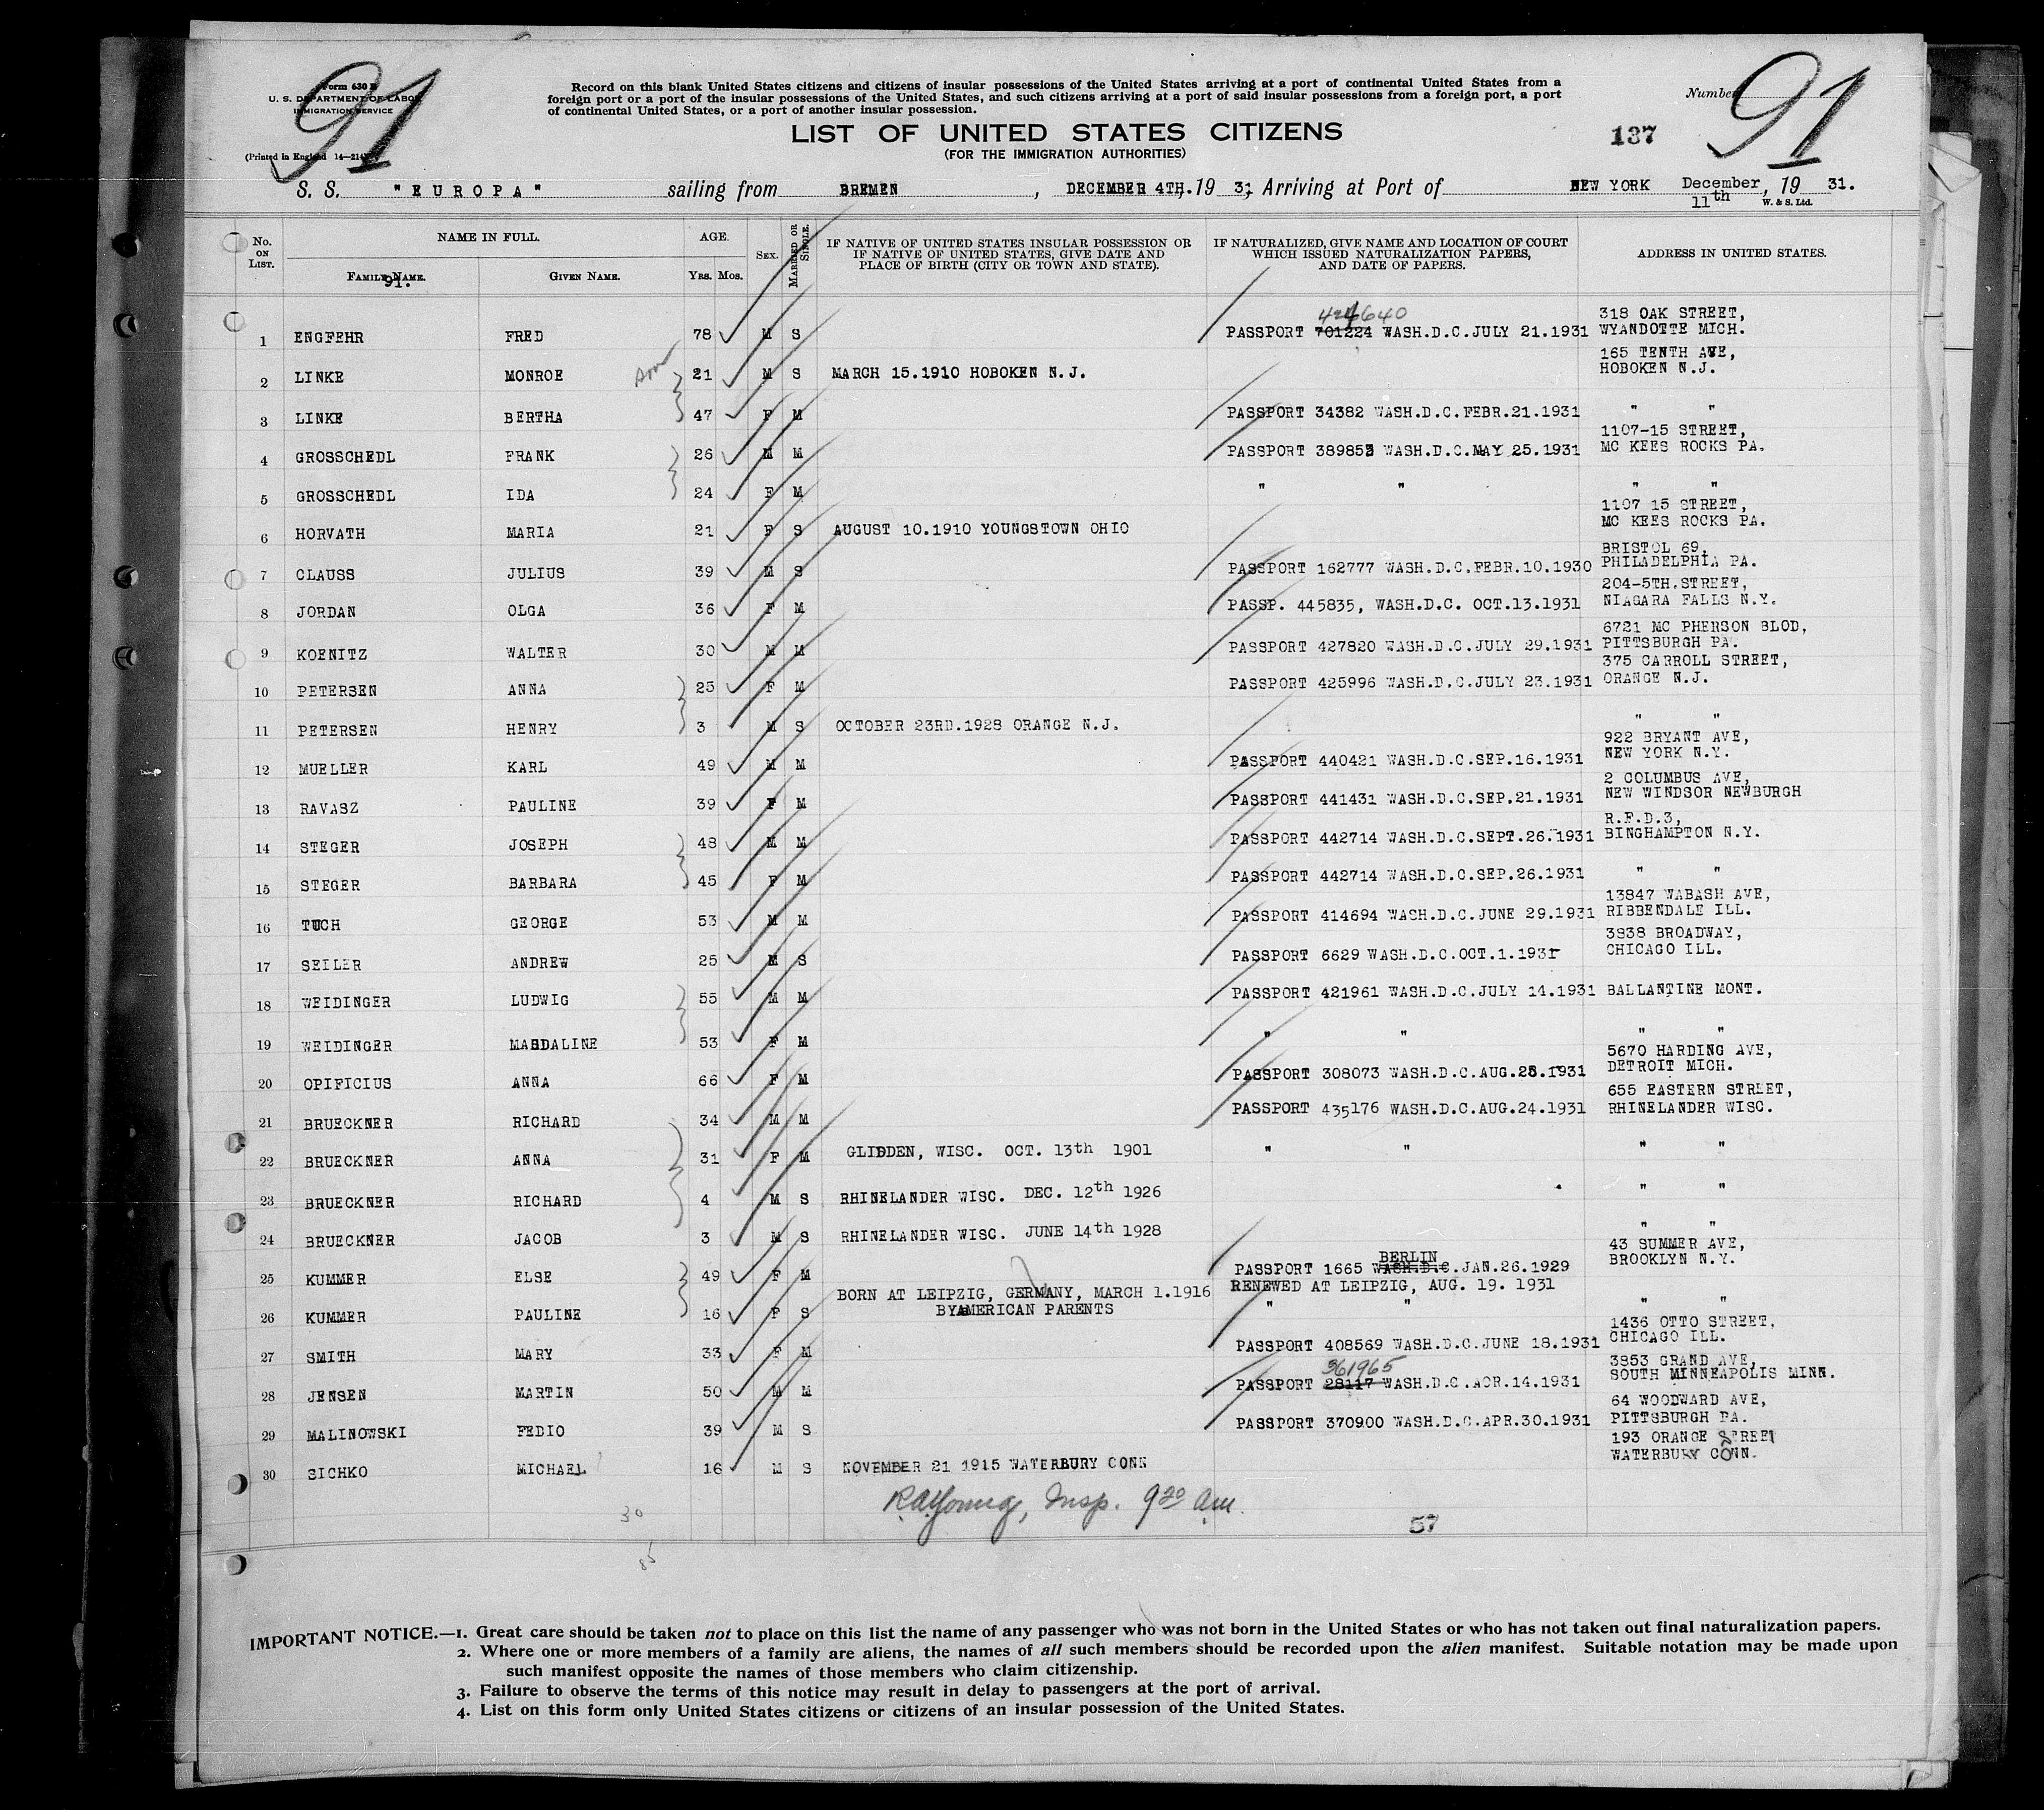 91
91
Form 630 B
U. S. DEPARTMENT OF LABOR
IMMIGRATION SERVICE
(Printed in England 14—214)
Record on this blank United States citizens and citizens of insular possessions of the United States arriving at a port of continental United States from a
foreign port or a port of the insular possessions of the United States, and such citizens arriving at a port of said insular possessions from a foreign port, a port
of continental United States, or a port of another insular possession.
Number
LIST OF UNITED STATES CITIZENS
137
(FOR THE IMMIGRATION AUTHORITIES)
S. S. "EUROPA" sailing from BREMEN, DECEMBER 4TH. 19 31, Arriving at Port of NEW YORK December 11th, 19 31.
W. & S. Ltd.
No. ON LIST. NAME IN FULL. AGE. SEX. MARRIED OR SINGLE. IF NATIVE OF UNITED STATES INSULAR POSSESSION OR IF NATIVE OF UNITED STATES, GIVE DATE AND PLACE OF BIRTH (CITY OR TOWN AND STATE). IF NATURALIZED, GIVE NAME AND LOCATION OF COURT WHICH ISSUED NATURALIZATION PAPERS, AND DATE OF PAPERS. ADDRESS IN UNITED STATES.
FAMILY NAME. GIVEN NAME. YRS. MOS.
91.
1 ENGFEHR FRED 78 M S PASSPORT 701224 424640 WASH.D.C.JULY 21.1931 318 OAK STREET, WYANDOTTE MICH.
2 LINKE MONROE 21 M S MARCH 15.1910 HOBOKEN N.J. 165 TENTH AVE, HOBOKEN N.J.
3 LINKE BERTHA 47 F M PASSPORT 34382 WASH.D.C.FEBR.21.1931 " "
4 GROSSCHEDL FRANK 26 M M PASSPORT 389853 WASH.D.C.MAY 25.1931 1107-15 STREET, MC KEES ROCKS PA.
5 GROSSCHEDL IDA 24 F M " " " "
6 HORVATH MARIA 21 F S AUGUST 10.1910 YOUNGSTOWN OHIO 1107 15 STREET, MC KEES ROCKS PA.
7 CLAUSS JULIUS 39 M S PASSPORT 162777 WASH.D.C.FEBR.10.1930 BRISTOL 69, PHILADELPHIA PA.
8 JORDAN OLGA 36 F M PASSP. 445835, WASH.D.C. OCT.13.1931 204-5TH.STREET, NIAGARA FALLS N.Y.
9 KOENITZ WALTER 30 M M PASSPORT 427820 WASH.D.C.JULY 29.1931 6721 MC PHERSON BLOD, PITTSBURGH PA.
10 PETERSEN ANNA 25 F M PASSPORT 425996 WASH.D.C.JULY 23.1931 375 CARROLL STREET, ORANGE N.J.
11 PETERSEN HENRY 3 M S OCTOBER 23RD.1928 ORANGE N.J. " "
12 MUELLER KARL 49 M M PASSPORT 440421 WASH.D.C.SEP.16.1931 922 BRYANT AVE, NEW YORK N.Y.
13 RAVASZ PAULINE 39 F M PASSPORT 441431 WASH.D.C.SEP.21.1931 2 COLUMBUS AVE, NEW WINDSOR NEWBURGH
14 STEGER JOSEPH 48 M M PASSPORT 442714 WASH.D.C.SEPT.26.1931 R.F.D.3, BINGHAMPTON N.Y.
15 STEGER BARBARA 45 F M PASSPORT 442714 WASH.D.C.SEP.26.1931 " "
16 TUCH GEORGE 53 M M PASSPORT 414694 WASH.D.C.JUNE 29.1931 13847 WABASH AVE, RIBBENDALE ILL.
17 SEILER ANDREW 25 M S PASSPORT 6629 WASH.D.C.OCT.1.1931 3938 BROADWAY, CHICAGO ILL.
18 WEIDINGER LUDWIG 55 M M PASSPORT 421961 WASH.D.C.JULY 14.1931 BALLANTINE MONT.
19 WEIDINGER MAGDALINE 53 F M " " " "
20 OPIFICIUS ANNA 66 F M PASSPORT 308073 WASH.D.C.AUG.25.1931 5670 HARDING AVE, DETROIT MICH.
21 BRUECKNER RICHARD 34 M M PASSPORT 435176 WASH.D.C.AUG.24.1931 655 EASTERN STREET, RHINELANDER WISC.
22 BRUECKNER ANNA 31 F M GLIDDEN, WISC. OCT. 13th 1901 " " " "
23 BRUECKNER RICHARD 4 M S RHINELANDER WISC. DEC. 12th 1926 " "
24 BRUECKNER JACOB 3 M S RHINELANDER WISC. JUNE 14th 1928 " "
25 KUMMER ELSE 49 F M PASSPORT 1665 WASH.D.C. BERLIN JAN.26.1929 RENEWED AT LEIPZIG, AUG. 19. 1931 43 SUMMER AVE, BROOKLYN N.Y.
26 KUMMER PAULINE 16 F S BORN AT LEIPZIG, GERMANY, MARCH 1.1916 BY AMERICAN PARENTS " " " "
27 SMITH MARY 33 F M PASSPORT 408569 WASH.D.C.JUNE 18.1931 1436 OTTO STREET, CHICAGO ILL.
28 JENSEN MARTIN 50 M M PASSPORT 28117 361965 WASH.D.C.AOR.14.1931 3853 GRAND AVE, SOUTH MINNEAPOLIS MINN.
29 MALINOWSKI FEDIO 39 M S PASSPORT 370900 WASH.D.C.APR.30.1931 64 WOODWARD AVE, PITTSBURGH PA.
30 SICHKO MICHAEL 16 M S NOVEMBER 21 1915 WATERBURY CONN 193 ORANGE STREET WATERBURY CONN.
R.A. Young, Insp. 9 20 am.
30
57
85
IMPORTANT NOTICE.—1. Great care should be taken not to place on this list the name of any passenger who was not born in the United States or who has not taken out final naturalization papers.
2. Where one or more members of a family are aliens, the names of all such members should be recorded upon the alien manifest. Suitable notation may be made upon
such manifest opposite the names of those members who claim citizenship.
3. Failure to observe the terms of this notice may result in delay to passengers at the port of arrival.
4. List on this form only United States citizens or citizens of an insular possession of the United States.